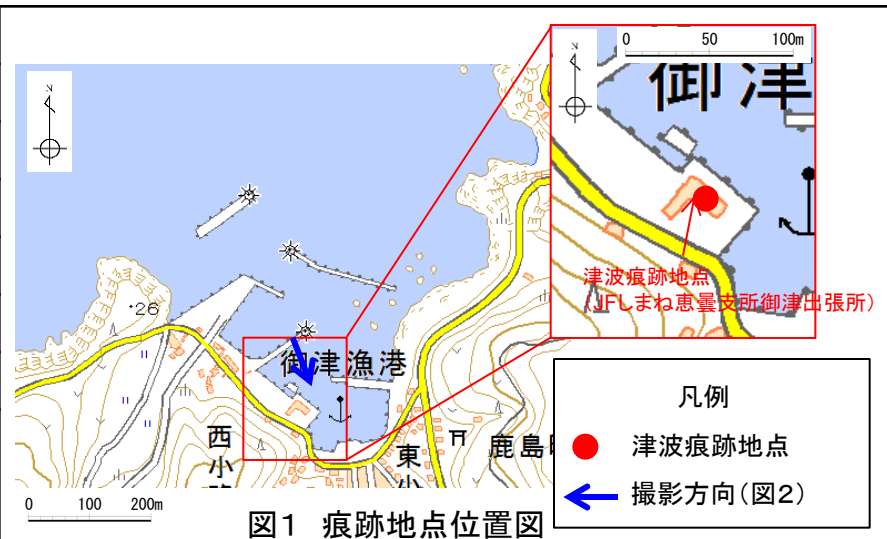 N
0 50 100m
御津
津波痕跡地点
(JFしまね恵曇支所御津出張所)
N
・26
御津漁港
西小
東小
鹿島
0 100 200m
凡例
津波痕跡地点
撮影方向(図2)
図1 痕跡地点位置図